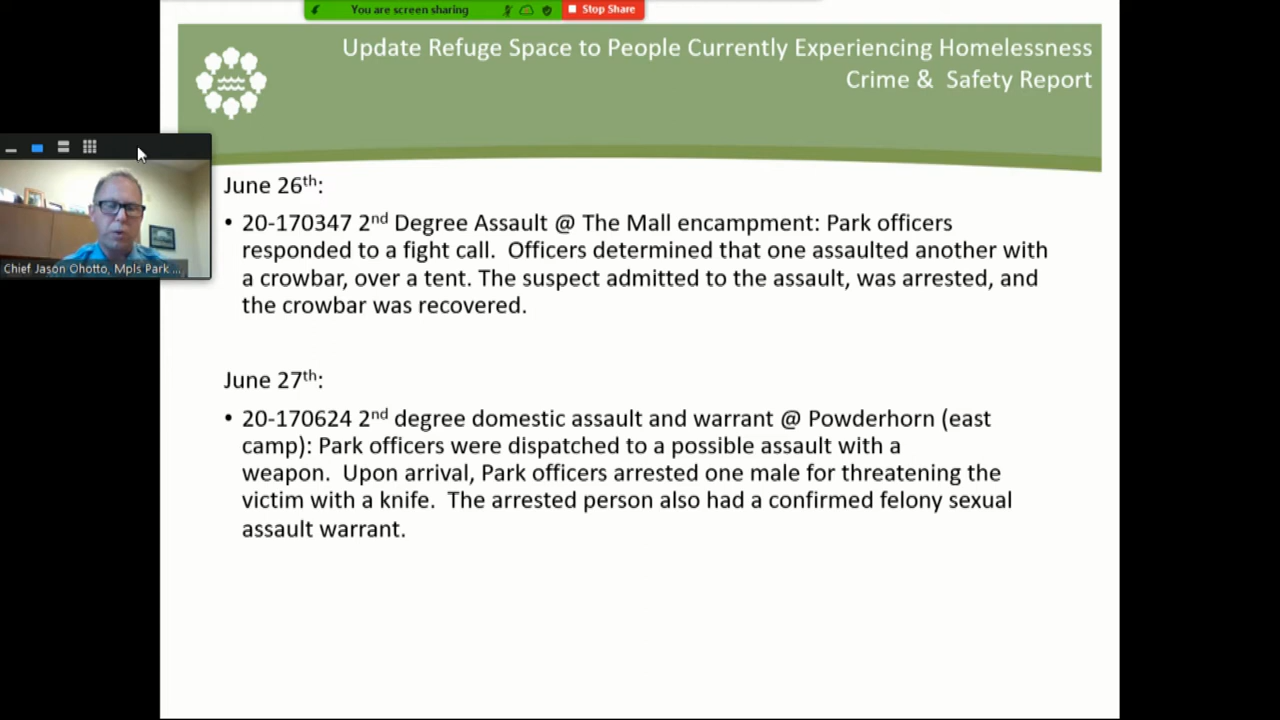 You are screen sharing
Stop Share
Update Refuge Space to People Currently Experiencing Homelessness
Crime & Safety Report
Chief Jason Ohotto, Mpls Park ...
June 26th:
• 20-170347 2nd Degree Assault @ The Mall encampment: Park officers
responded to a fight call. Officers determined that one assaulted another with
a crowbar, over a tent. The suspect admitted to the assault, was arrested, and
the crowbar was recovered.
June 27th:
• 20-170624 2nd degree domestic assault and warrant @ Powderhorn (east
camp): Park officers were dispatched to a possible assault with a
weapon. Upon arrival, Park officers arrested one male for threatening the
victim with a knife. The arrested person also had a confirmed felony sexual
assault warrant.